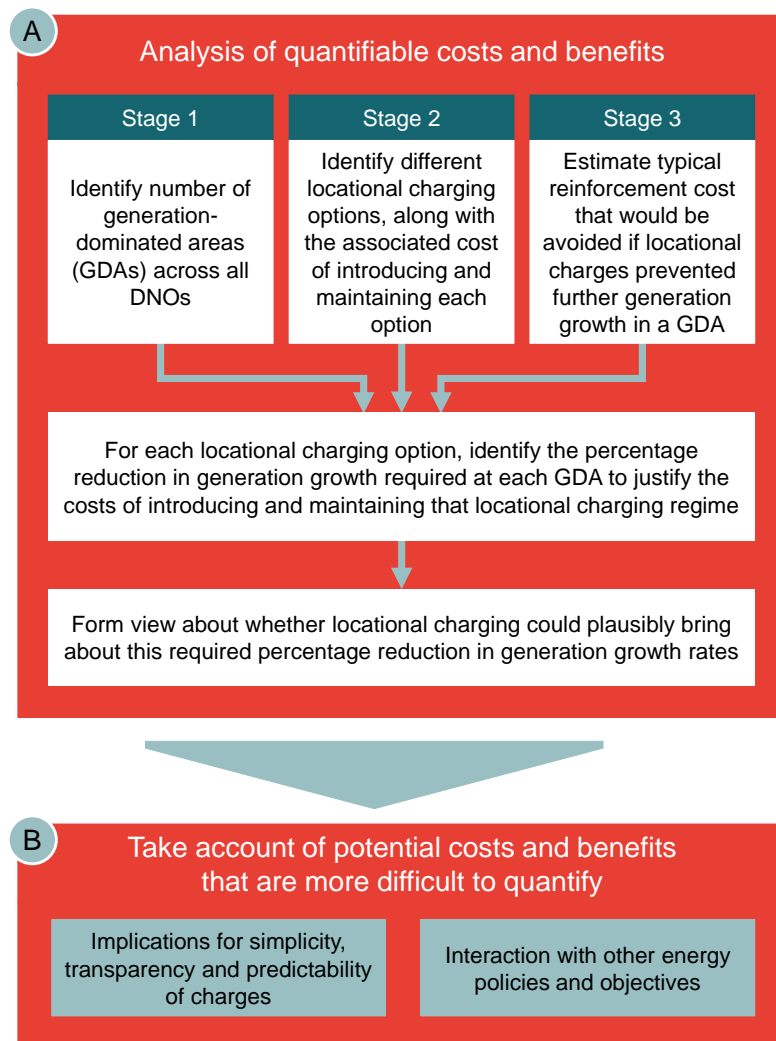 A
Analysis of quantifiable costs and benefits
Stage 1
Identify number of
generation-
dominated areas
(GDAs) across all
DNOs
Stage 2
Identify different
locational charging
options, along with
the associated cost
of introducing and
maintaining each
option
Stage 3
Estimate typical
reinforcement cost
that would be
avoided if locational
charges prevented
further generation
growth in a GDA
For each locational charging option, identify the percentage
reduction in generation growth required at each GDA to justify the
costs of introducing and maintaining that locational charging regime
Form view about whether locational charging could plausibly bring
about this required percentage reduction in generation growth rates
B
Take account of potential costs and benefits
that are more difficult to quantify
Implications for simplicity,
transparency and predictability
of charges
Interaction with other energy
policies and objectives